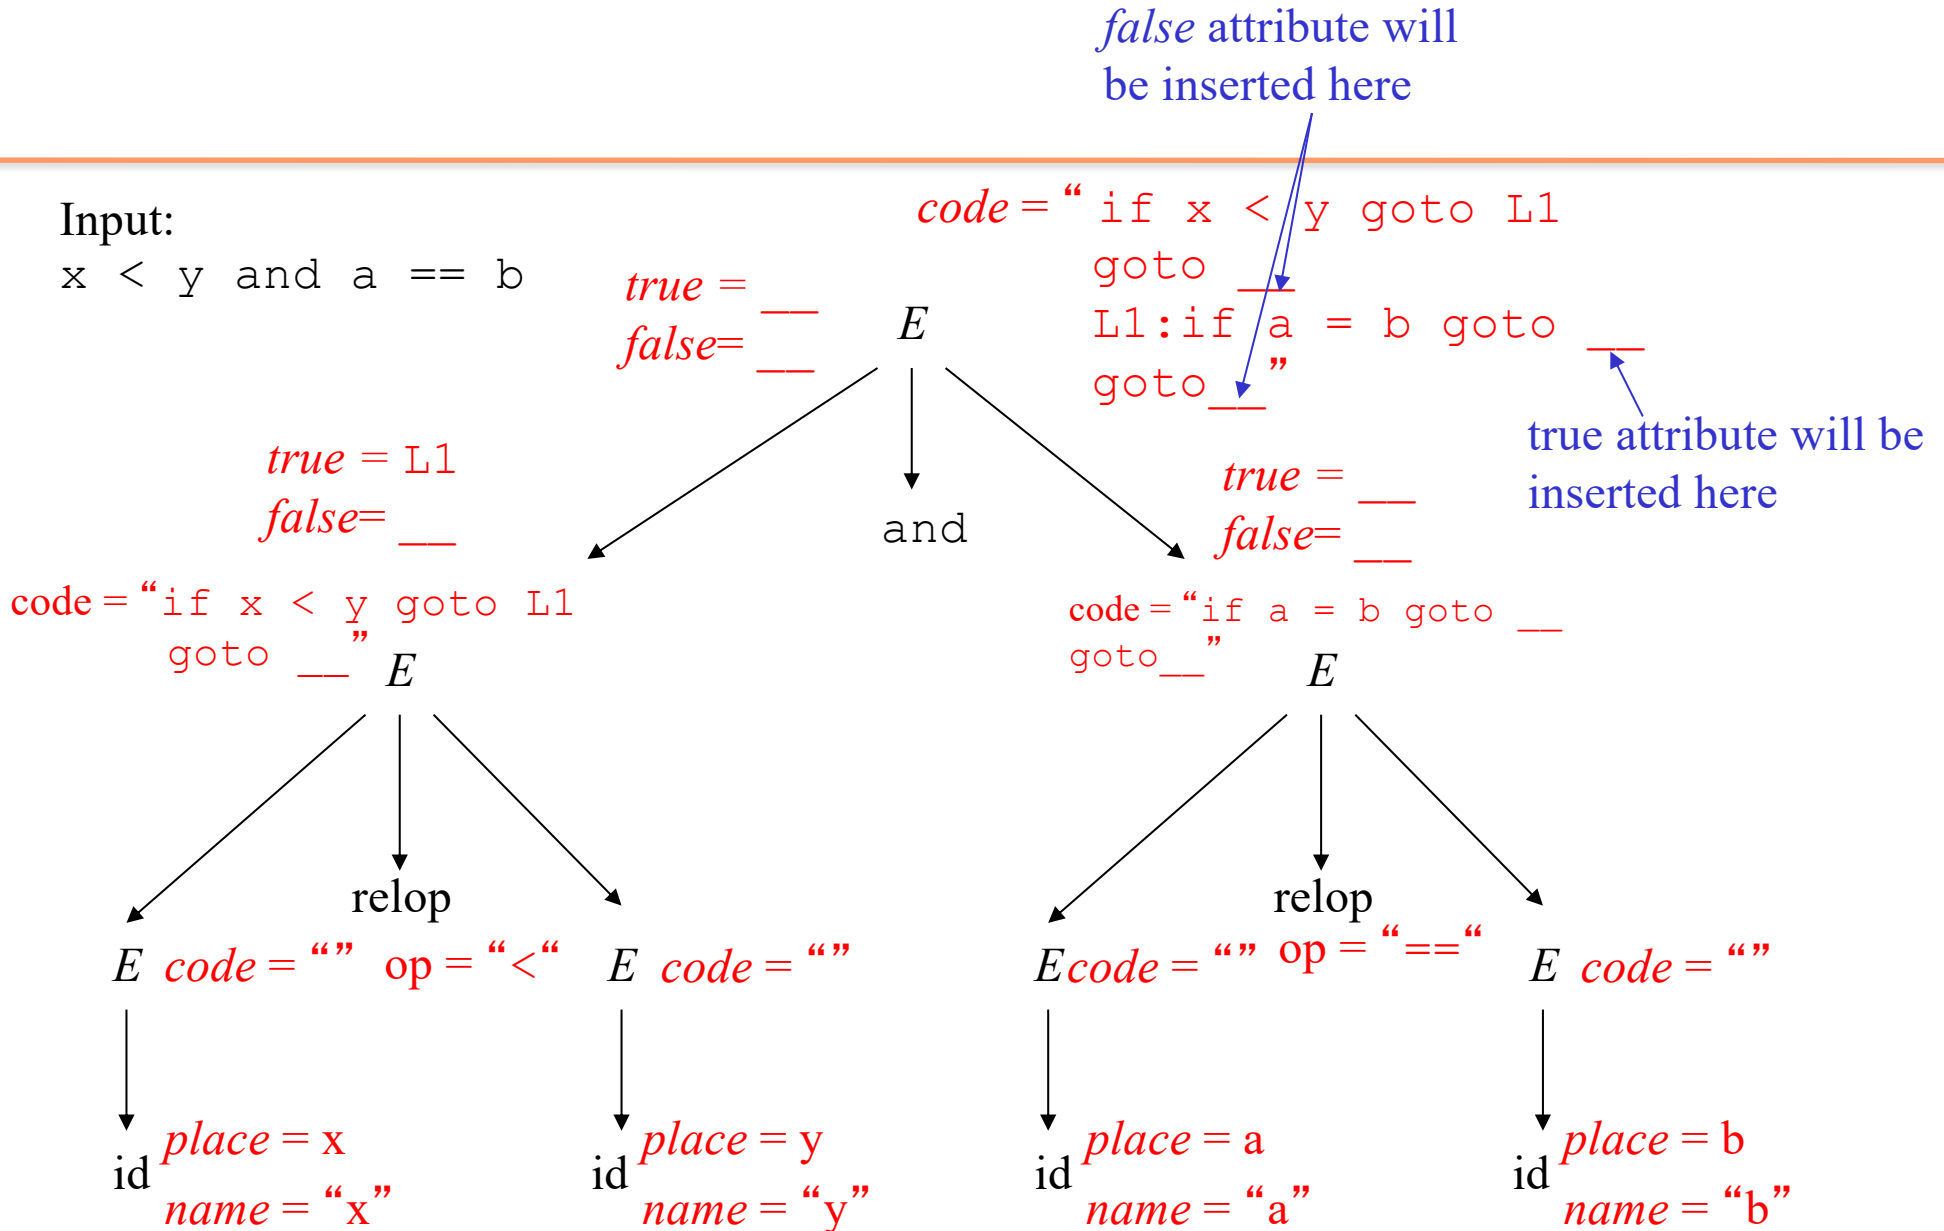 false attribute will
be inserted here
Input:
x < y and a == b
code = “ if x < y goto L1
goto __
L1:if a = b goto __
goto__”
true = __
false= __
E
true attribute will be
inserted here
true = L1
false= __
and
true = __
false= __
code = “if x < y goto L1
goto __”
E
code = “if a = b goto __
goto__”
E
relop
relop
E code = “” op = “<“ E code = “”
E code = “” op = “==“ E code = “”
id place = x
name = “x”
id place = y
name = “y”
id place = a
name = “a”
id place = b
name = “b”